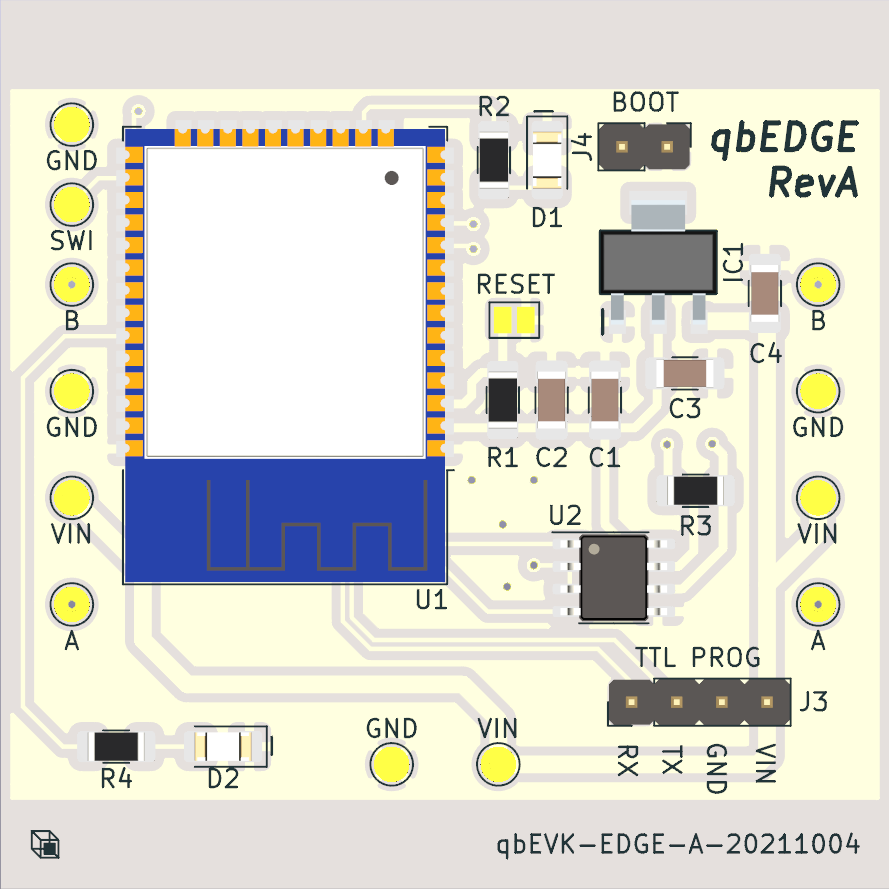 R2
BOOT
J4
qbEDGE
RevA
GND
SWI
D1
IC1
B
RESET
B
C4
C3
GND
GND
R1
C2
C1
VIN
U2
R3
VIN
U1
A
A
TTL PROG
J3
GND
VIN
RX
TX
GND
VIN
R4
D2
qbEVK-EDGE-A-20211004